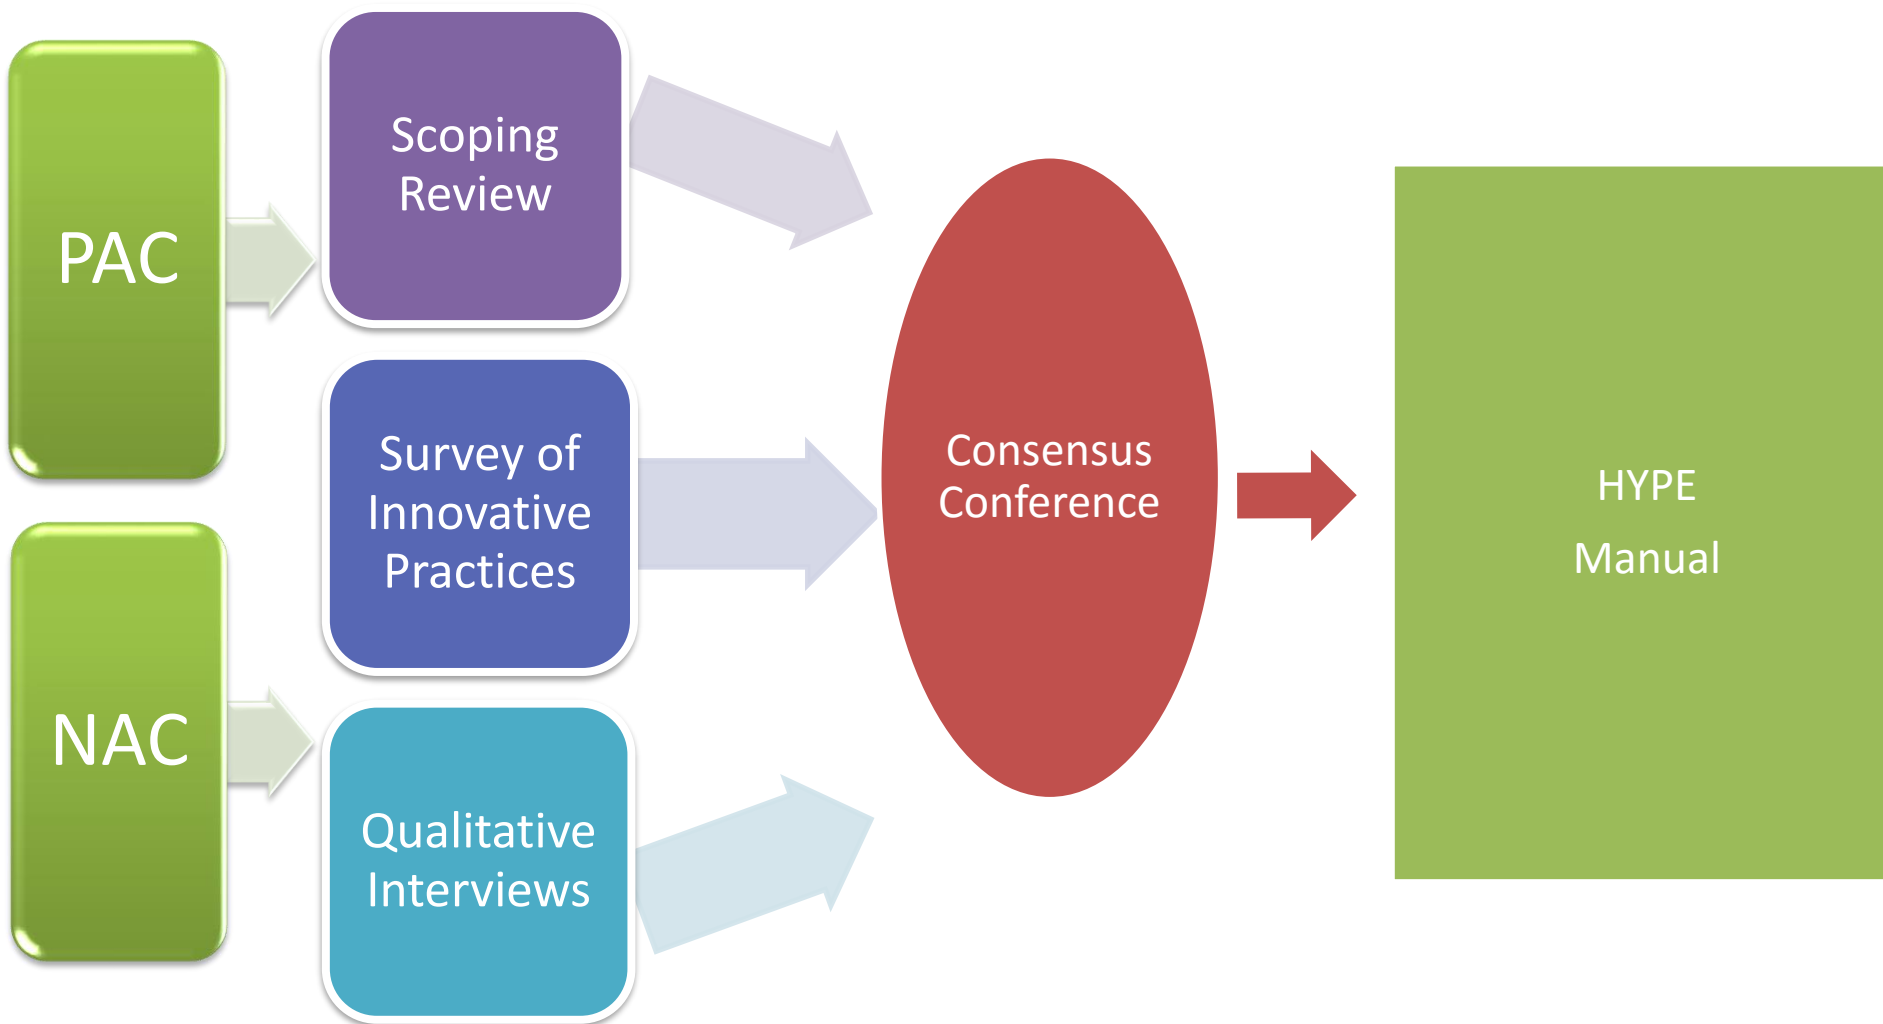 PAC
NAC
Scoping
Review
Survey of
Innovative
Practices
Qualitative
Interviews
Consensus
Conference
HYPE
Manual